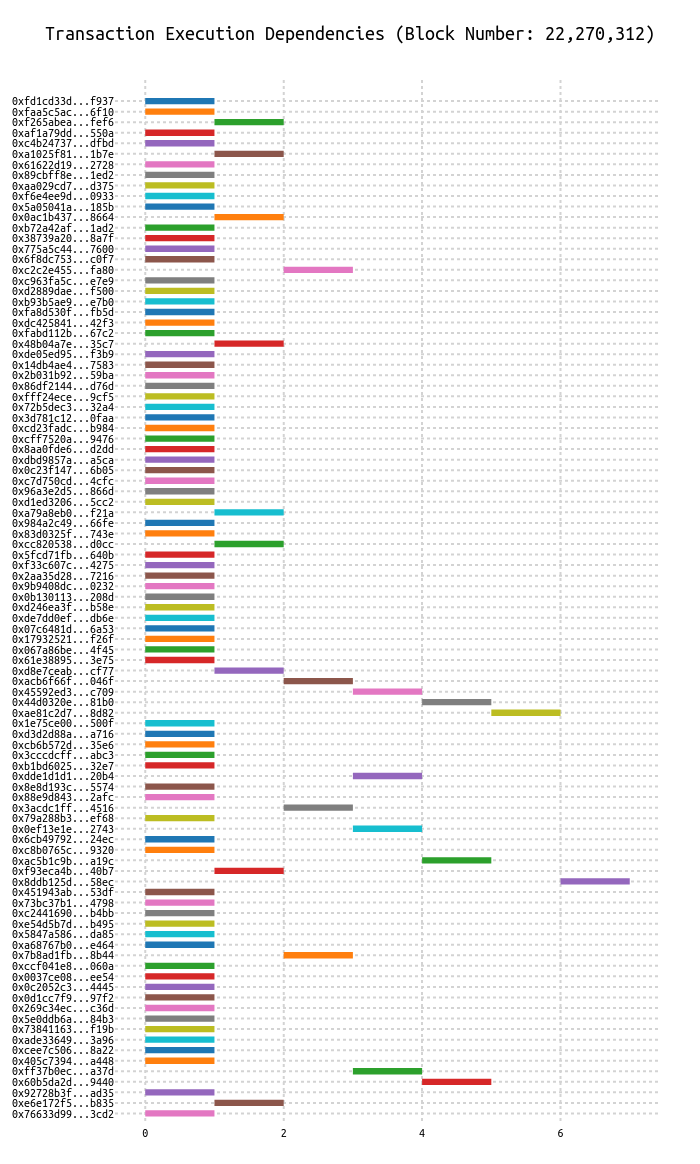 Transaction Execution Dependencies (Block Number: 22,270,312)
0xfd1cd33d...f937
0xfaa5c5ac...6f10
0xf265abea...fef6
0xaf1a79dd...550a
0xc4b24737...dfbd
0xa1025f81...1b7e
0x61622d19...2728
0x89cbff8e...1ed2
0xaa029cd7...d375
0xf6e4ee9d...0933
0x5a05041a...185b
0x0ac1b437...8664
0xb72a42af...1ad2
0x38739a20...8a7f
0x775a5c44...7600
0x6f8dc753...c0f7
0xc2c2e455...fa80
0xc963fa5c...e7e9
0xd2889dae...f500
0xb93b5ae9...e7b0
0xfa8d530f...fb5d
0xdc425841...42f3
0xfabd112b...67c2
0x48b04a7e...35c7
0xde05ed95...f3b9
0x14db4ae4...7583
0x2b031b92...59ba
0x86df2144...d76d
0xfff24ece...9cf5
0x72b5dec3...32a4
0x3d781c12...0faa
0xcd23fadc...b984
0xcff7520a...9476
0x8aa0fde6...d2dd
0xdbd9857a...a5ca
0x0c23f147...6b05
0xc7d750cd...4cfc
0x96a3e2d5...866d
0xd1ed3206...5cc2
0xa79a8eb0...f21a
0x984a2c49...66fe
0x83d0325f...743e
0xcc820538...d0cc
0x5fcd71fb...640b
0xf33c607c...4275
0x2aa35d28...7216
0x9b9408dc...0232
0x0b130113...208d
0xd246ea3f...b58e
0xde7dd0ef...db6e
0x07c6481d...6a53
0x17932521...f26f
0x067a86be...4f45
0x61e38895...3e75
0xd8e7ceab...cf77
0xacb6f66f...046f
0x45592ed3...c709
0x44d0320e...81b0
0xae81c2d7...8d82
0x1e75ce00...500f
0xd3d2d88a...a716
0xcb6b572d...35e6
0x3cccdcff...abc3
0xb1bd6025...32e7
0xdde1d1d1...20b4
0x8e8d193c...5574
0x88e9d843...2afc
0x3acdc1ff...4516
0x79a288b3...ef68
0x0ef13e1e...2743
0x6cb49792...24ec
0xc8b0765c...9320
0xac5b1c9b...a19c
0xf93eca4b...40b7
0x8ddb125d...58ec
0x451943ab...53df
0x73bc37b1...4798
0xc2441690...b4bb
0xe54d5b7d...b495
0x5847a586...da85
0xa68767b0...e464
0x7b8ad1fb...8b44
0xccf041e8...060a
0x0037ce08...ee54
0x0c2052c3...4445
0x0d1cc7f9...97f2
0x269c34ec...c36d
0x5e0ddb6a...84b3
0x73841163...f19b
0xade33649...3a96
0xcee7c506...8a22
0x405c7394...a448
0xff37b0ec...a37d
0x60b5da2d...9440
0x92728b3f...ad35
0xe6e172f5...b835
0x76633d99...3cd2
0 2 4 6